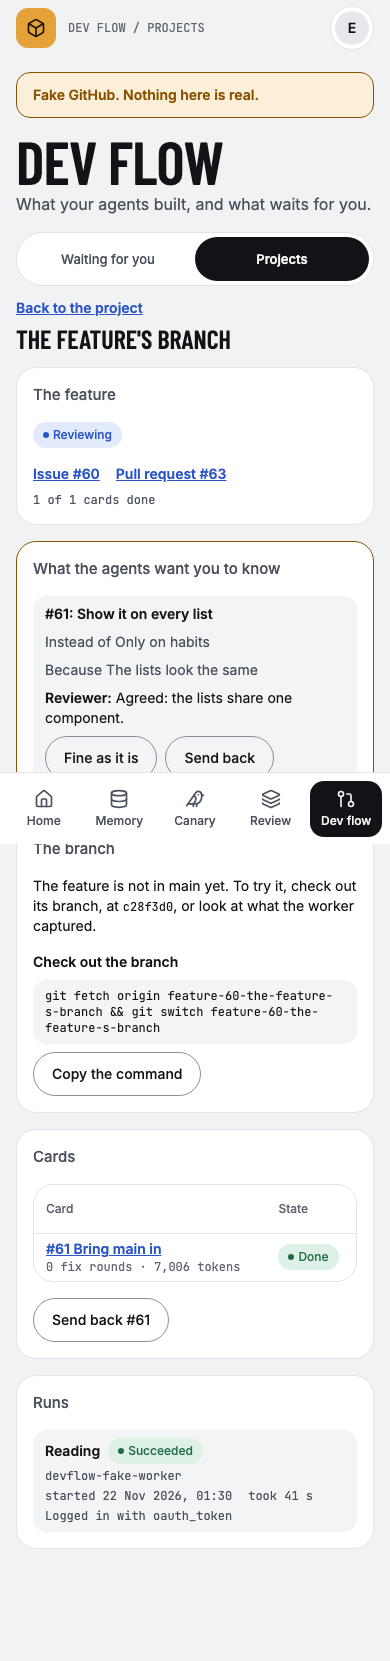 DEV FLOW / PROJECTS
E
Fake GitHub. Nothing here is real.
DEV FLOW
What your agents built, and what waits for you.
Waiting for you
Projects
Back to the project
THE FEATURE'S BRANCH
The feature
Reviewing
Issue #60 Pull request #63
1 of 1 cards done
What the agents want you to know
#61: Show it on every list
Instead of Only on habits
Because The lists look the same
Reviewer: Agreed: the lists share one
component.
Fine as it is
Send back
Home
Memory
Canary
Review
Dev flow
The branch
The feature is not in main yet. To try it, check out
its branch, at c28f3d0, or look at what the worker
captured.
Check out the branch
git fetch origin feature-60-the-feature-
s-branch && git switch feature-60-the-
feature-s-branch
Copy the command
Cards
Card State
#61 Bring main in
Done
0 fix rounds · 7,006 tokens
Send back #61
Runs
Reading Succeeded
devflow-fake-worker
started 22 Nov 2026, 01:30 took 41 s
Logged in with oauth_token